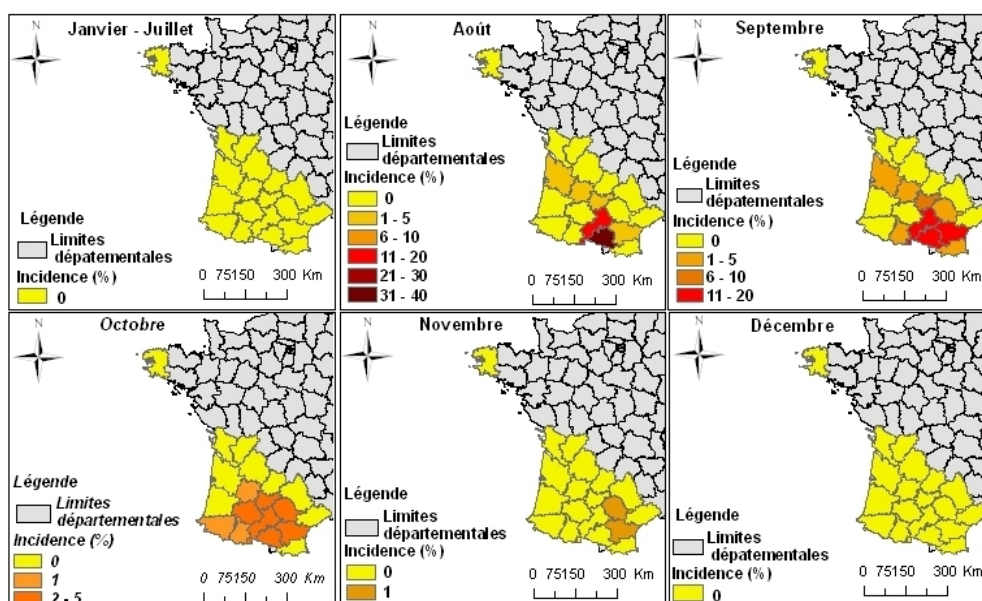 Janvier - Juillet
N
Légende
Limites
dépatementales
Incidence (%)
0
0 75150 300 Km
Août
N
Légende
Limites
départementales
Incidence (%)
0
1 - 5
6 - 10
11 - 20
21 - 30
31 - 40
0 75150 300 Km
Septembre
N
Légende
Limites
départementales
Incidence (%)
0
1 - 5
6 - 10
11 - 20
0 75150 300 Km
Octobre
N
Légende
Limites
départementales
Incidence (%)
0
1
2 - 5
0 75150 300 Km
Novembre
N
Légende
Limites
départementales
Incidence (%)
0
1
0 75150 300 Km
Décembre
N
Légende
Limites
dépatementales
Incidence (%)
0
0 75150 300 Km